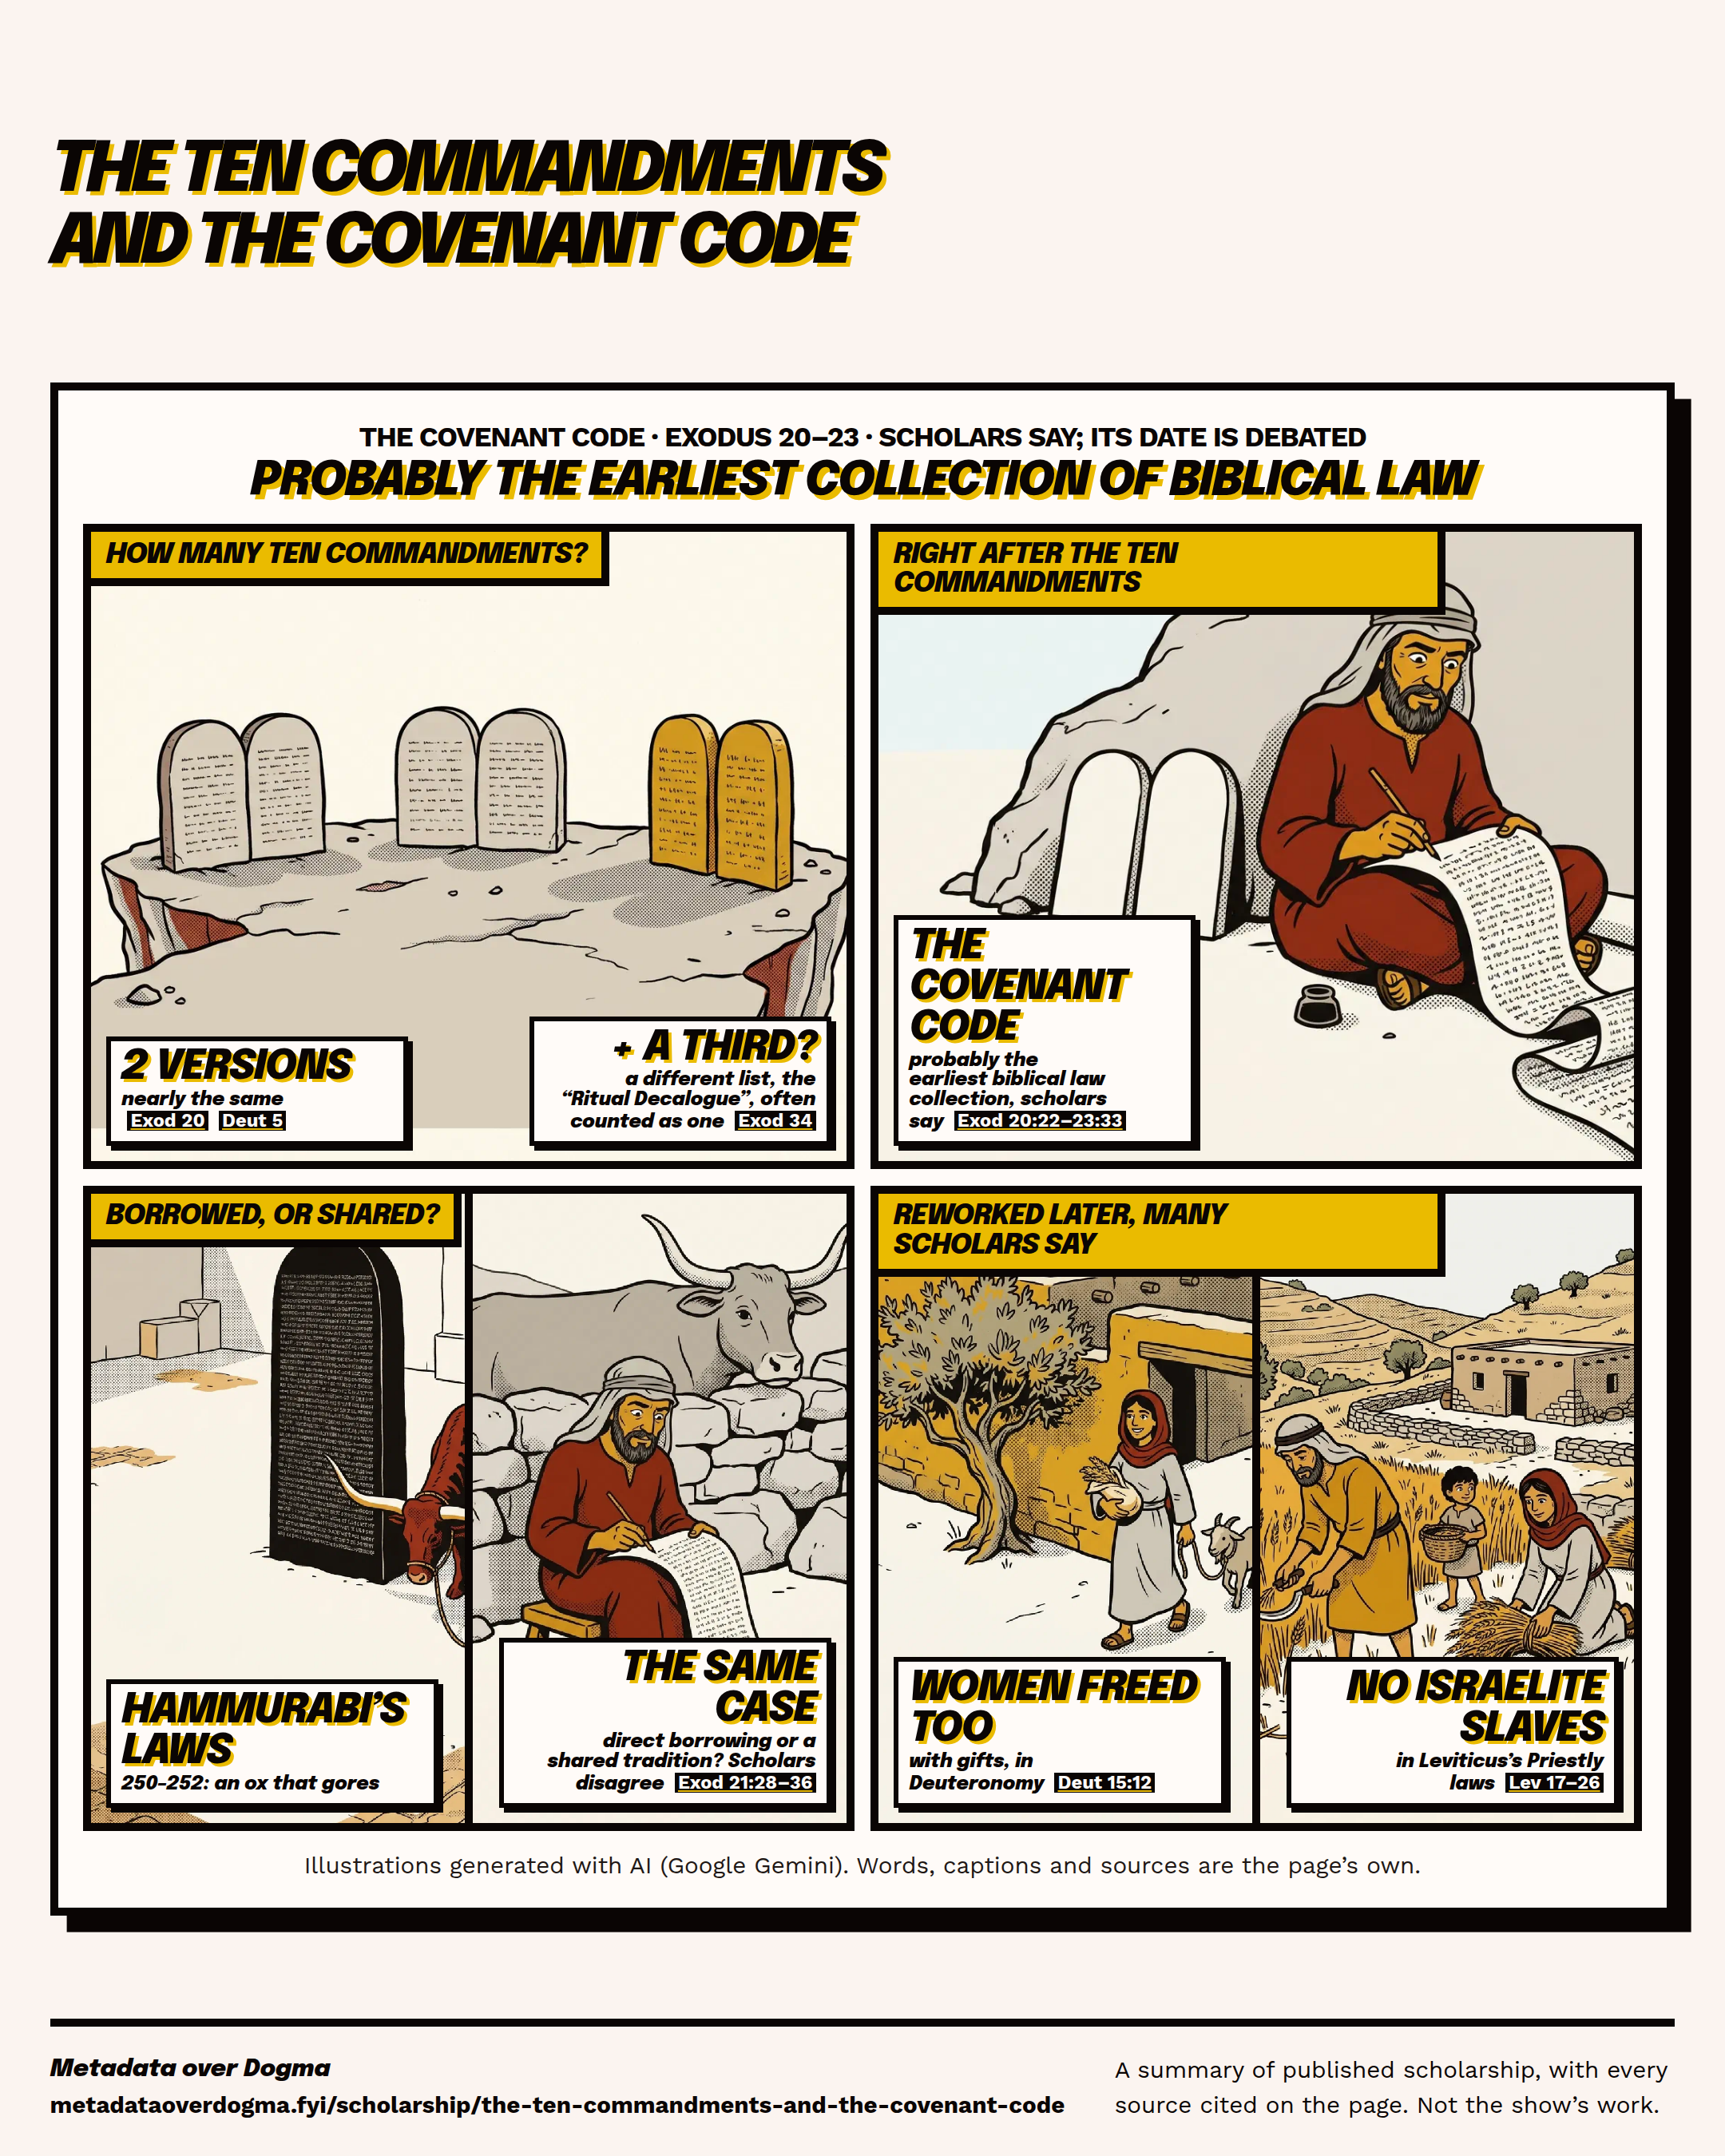 THE TEN COMMANDMENTS
AND THE COVENANT CODE
THE COVENANT CODE · EXODUS 20–23 · SCHOLARS SAY; ITS DATE IS DEBATED
PROBABLY THE EARLIEST COLLECTION OF BIBLICAL LAW
HOW MANY TEN COMMANDMENTS?
2 VERSIONS
nearly the same
Exod 20 Deut 5
+ A THIRD?
a different list, the
“Ritual Decalogue”, often
counted as one Exod 34
RIGHT AFTER THE TEN
COMMANDMENTS
THE
COVENANT
CODE
probably the
earliest biblical law
collection, scholars
say Exod 20:22–23:33
BORROWED, OR SHARED?
HAMMURABI’S
LAWS
250–252: an ox that gores
THE SAME
CASE
direct borrowing or a
shared tradition? Scholars
disagree Exod 21:28–36
REWORKED LATER, MANY
SCHOLARS SAY
WOMEN FREED
TOO
with gifts, in
Deuteronomy Deut 15:12
NO ISRAELITE
SLAVES
in Leviticus’s Priestly
laws Lev 17–26
Illustrations generated with AI (Google Gemini). Words, captions and sources are the page’s own.
Metadata over Dogma
metadataoverdogma.fyi/scholarship/the-ten-commandments-and-the-covenant-code
A summary of published scholarship, with every
source cited on the page. Not the show’s work.